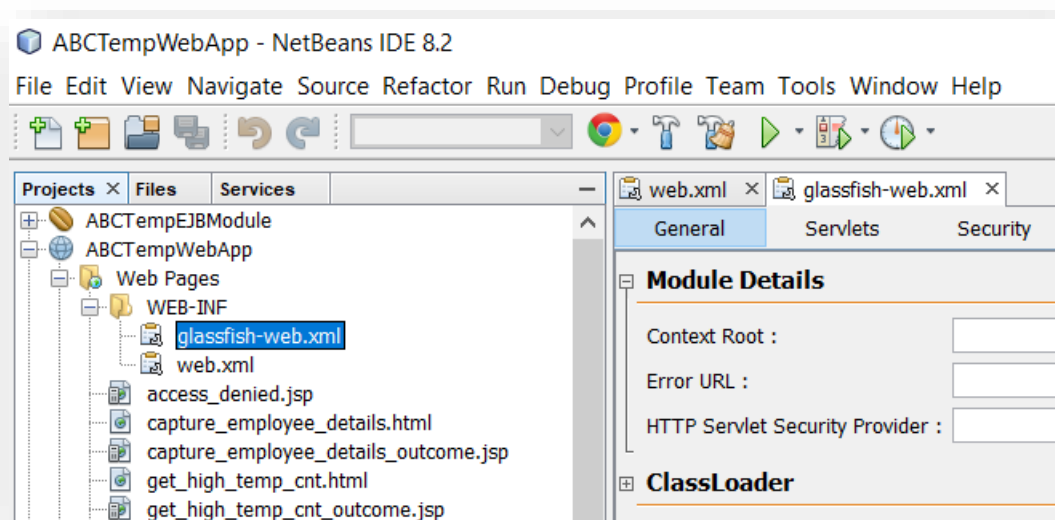 ABCTempWebApp - NetBeans IDE 8.2
File Edit View Navigate Source Refactor Run Debug Profile Team Tools Window Help
Projects × Files Services
web.xml × glassfish-web.xml ×
ABCTempEJBModule
General Servlets Security
ABCTempWebApp
Web Pages
Module Details
WEB-INF
glassfish-web.xml
Context Root :
web.xml
Error URL :
access_denied.jsp
capture_employee_details.html
HTTP Servlet Security Provider :
capture_employee_details_outcome.jsp
get_high_temp_cnt.html
ClassLoader
get_high_temp_cnt_outcome.jsp